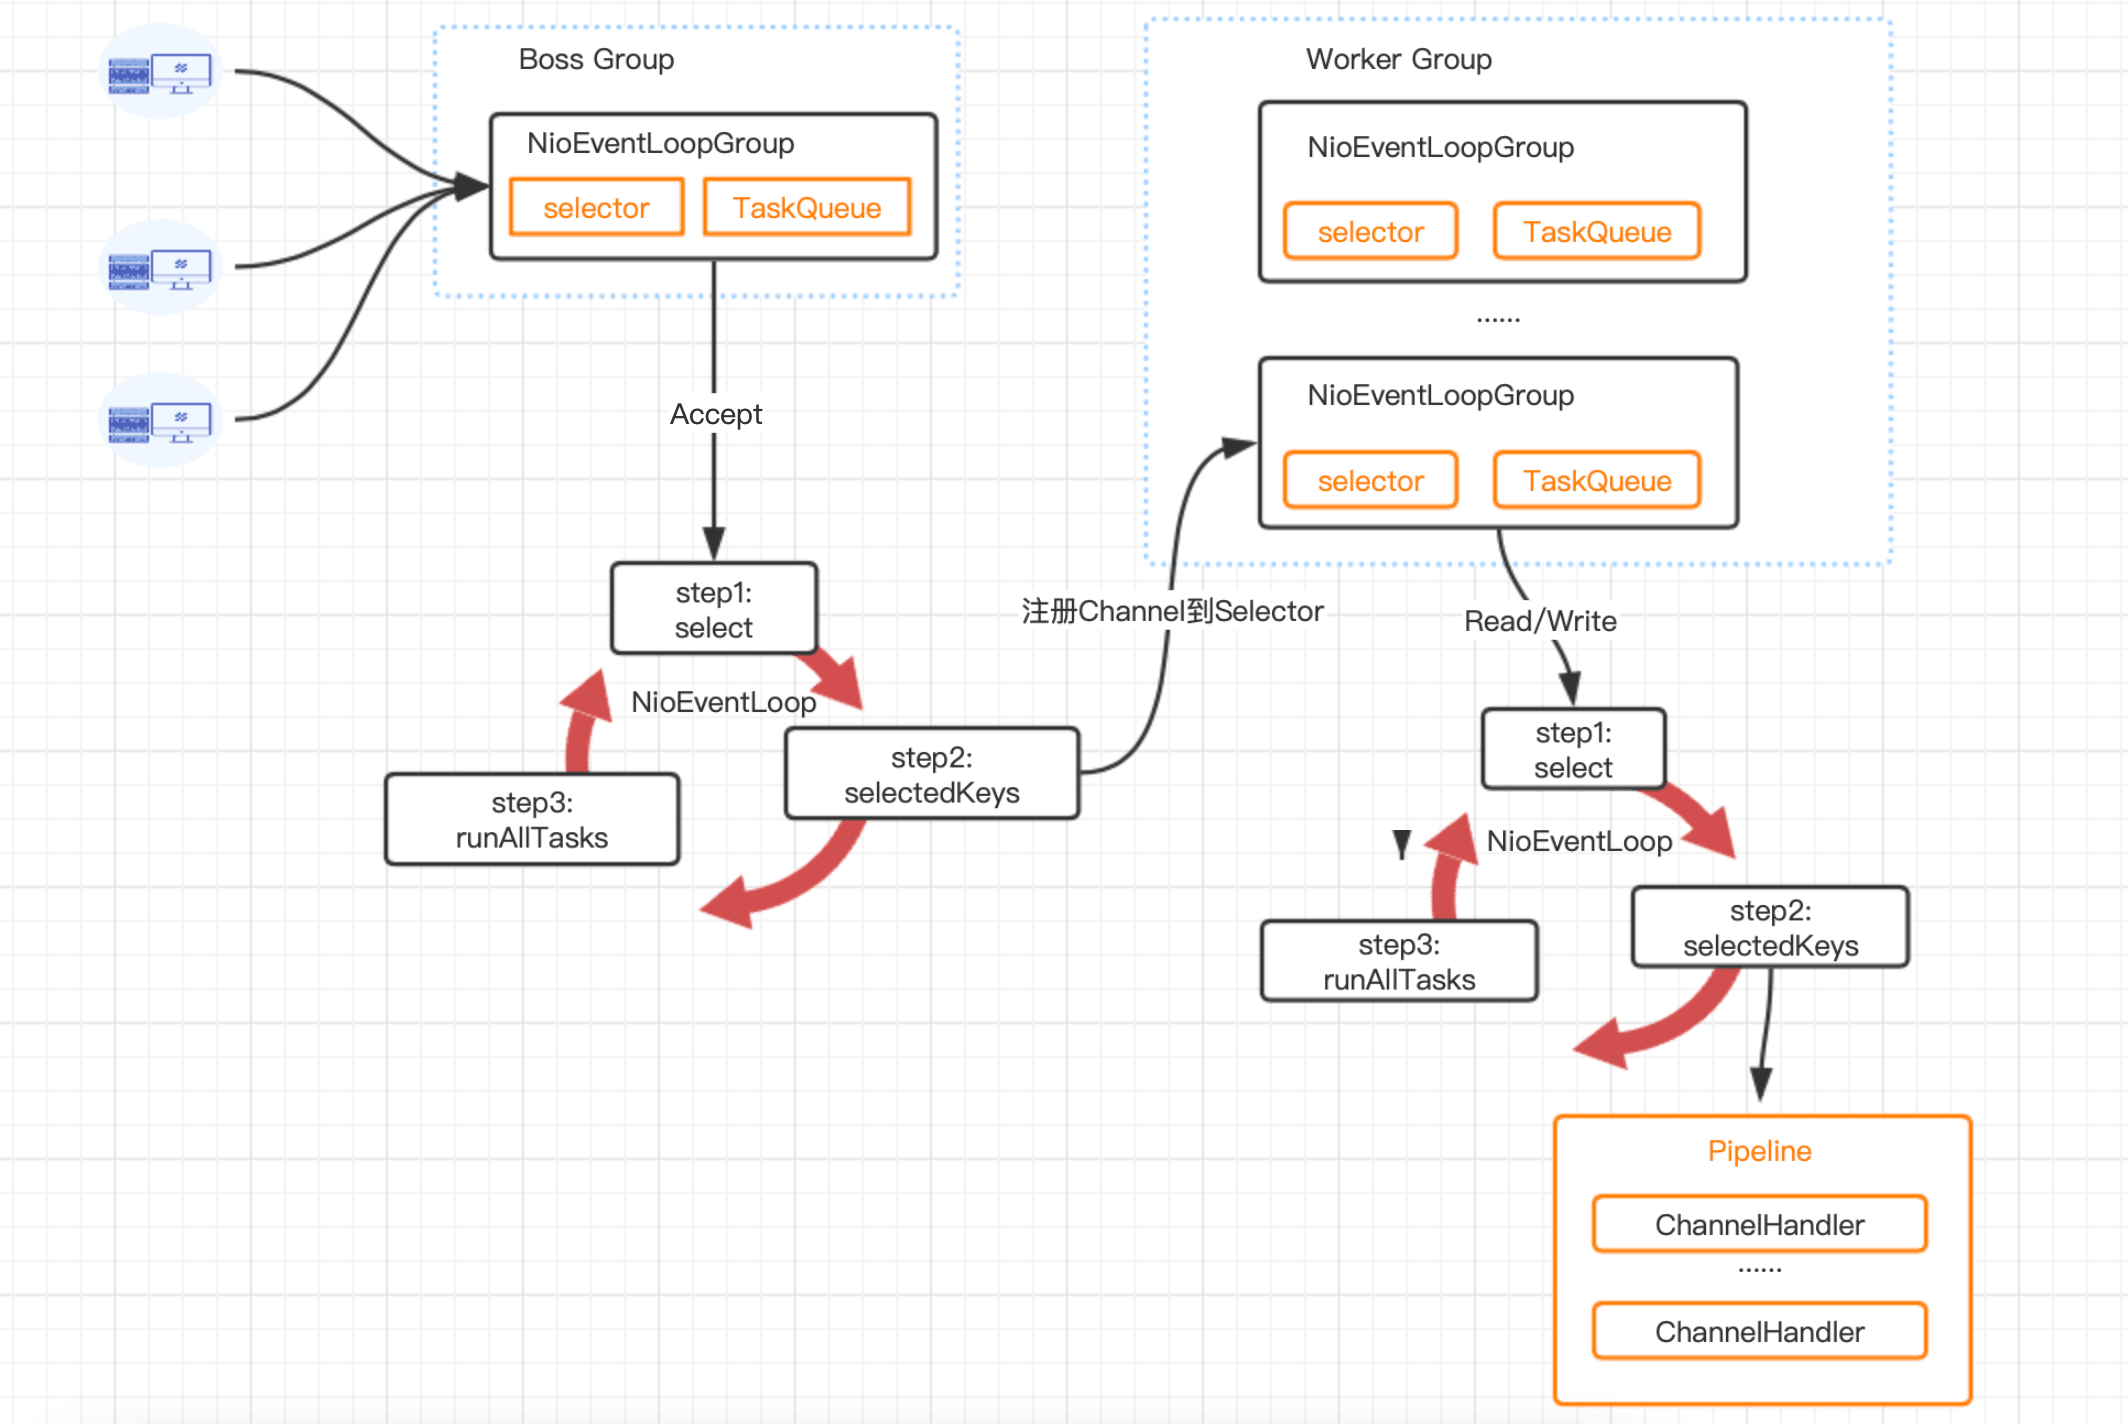 Boss Group
NioEventLoopGroup
selector
TaskQueue
Accept
step1:
select
NioEventLoop
step2:
selectedKeys
step3:
runAllTasks
注册Channel到Selector
Worker Group
NioEventLoopGroup
selector
TaskQueue
......
NioEventLoopGroup
selector
TaskQueue
Read/Write
step1:
select
NioEventLoop
step2:
selectedKeys
step3:
runAllTasks
Pipeline
ChannelHandler
......
ChannelHandler